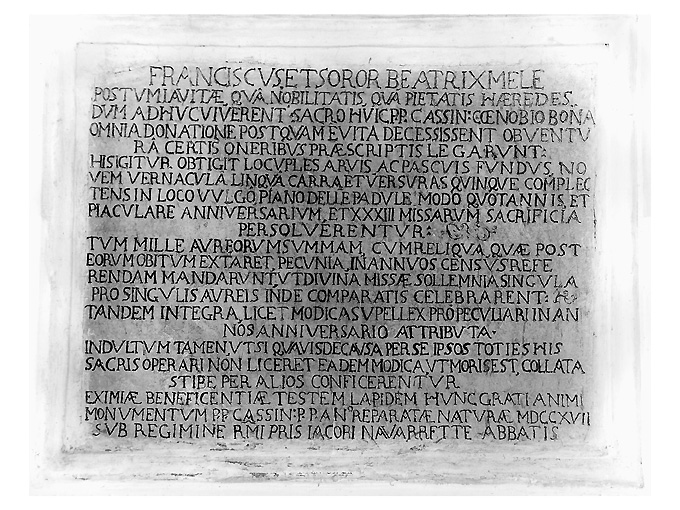 FRANCISCVS, ET SOROR BEATRIX MELE
POSTVMI AVITÆ QVA NOBILITATIS, QVA PIETATIS HÆREDES,
DVM ADHVC VIVERENT SACRO HVIC PP. CASSIN: CŒNOBIO BONA
OMNIA DONATIONE POSTQVAM E VITA DECESSISSENT OBVENTV
RA CERTIS ONERIBVS PRÆSCRIPTIS LEGARVNT:
HIS IGITVR OBTIGIT LOCVPLES ARVIS, AC PASCVIS FVNDVS, NO
VEM VERNACVLA LINQVA CARRA, ET VERSVRAS QVINQVE COMPLEC
TENS IN LOCO VVLGO PIANO DELLE PADVLE MODO QVOTANNIS, ET
PIACVLARE ANNIVERSARIVM, ET XXXIII MISSARVM SACRIFICIA
PERSOLVERENTVR:
TVM MILLE AVREORVM SVMMAM, CVM RELIQVA, QVÆ POST
EORVM OBITVM EXTARET, PECVNIA, IN ANNVOS CENSVS REFE
RENDAM MANDARVNT, VT DIVINA MISSÆ SOLLEMNIA SINGVLA
PRO SINGVLIS AVREIS INDE COMPARATIS CELEBRARENT:
TANDEM INTEGRA, LICET MODICA SVPELLEX PRO PECVLIARI IN AN
NOS ANNIVERSARIO ATTRIBVTA.
INDVLTVM TAMEN, VT SI QVAVIS DE CAVSA PER SE IPSOS TOTIES HIS
SACRIS OPERARI NON LICERET EADEM MODICA, VT MORIS EST, COLLATA
STIPE PER ALIOS CONFICERENTVR
EXIMIÆ BENEFICENTIÆ TESTEM LAPIDEM HVNC GRATI ANIMI
MONVMENTVM PP. CASSIN: P.P. AN° REPARATÆ NATVRÆ MDCCXVII
SVB REGIMINE RMI PRIS IACOBI NAVARRETTE ABBATIS